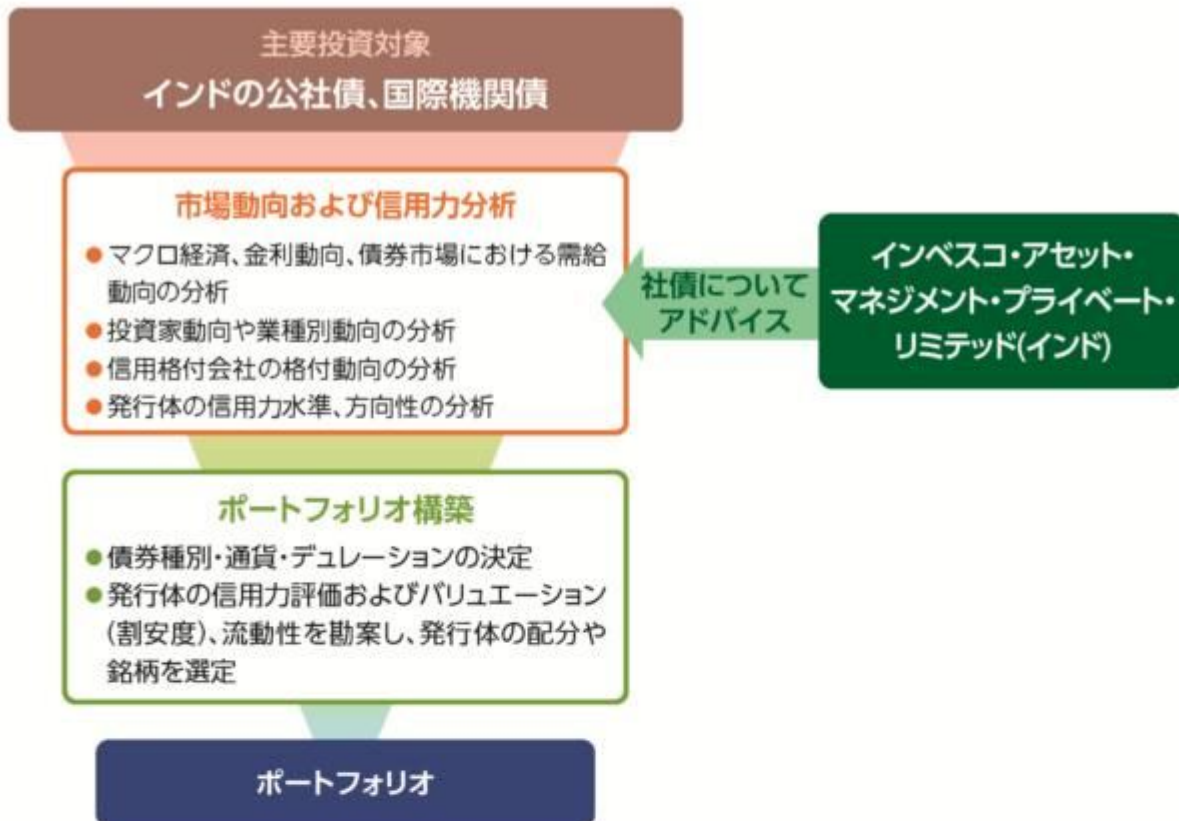 主要投資対象
インドの公社債、国際機関債
市場動向および信用力分析
●マクロ経済、金利動向、債券市場における需給
動向の分析
●投資家動向や業種別動向の分析
●信用格付会社の格付動向の分析
●発行体の信用力水準、方向性の分析
社債について
アドバイス
インベスコ・アセット・
マネジメント・プライベート・
リミテッド(インド)
ポートフォリオ構築
●債券種別・通貨・デュレーションの決定
●発行体の信用力評価およびバリュエーション
(割安度)、流動性を勘案し、発行体の配分や
銘柄を選定
ポートフォリオ